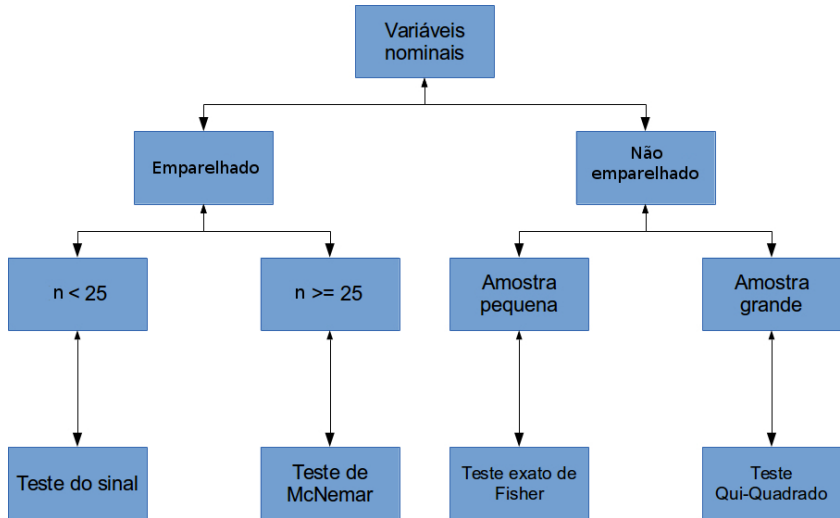 Variáveis
nominais
Emparelhado
Não
emparelhado
n < 25
n >= 25
Amostra
pequena
Amostra
grande
Teste do sinal
Teste de
McNemar
Teste exato de
Fisher
Teste
Qui-Quadrado